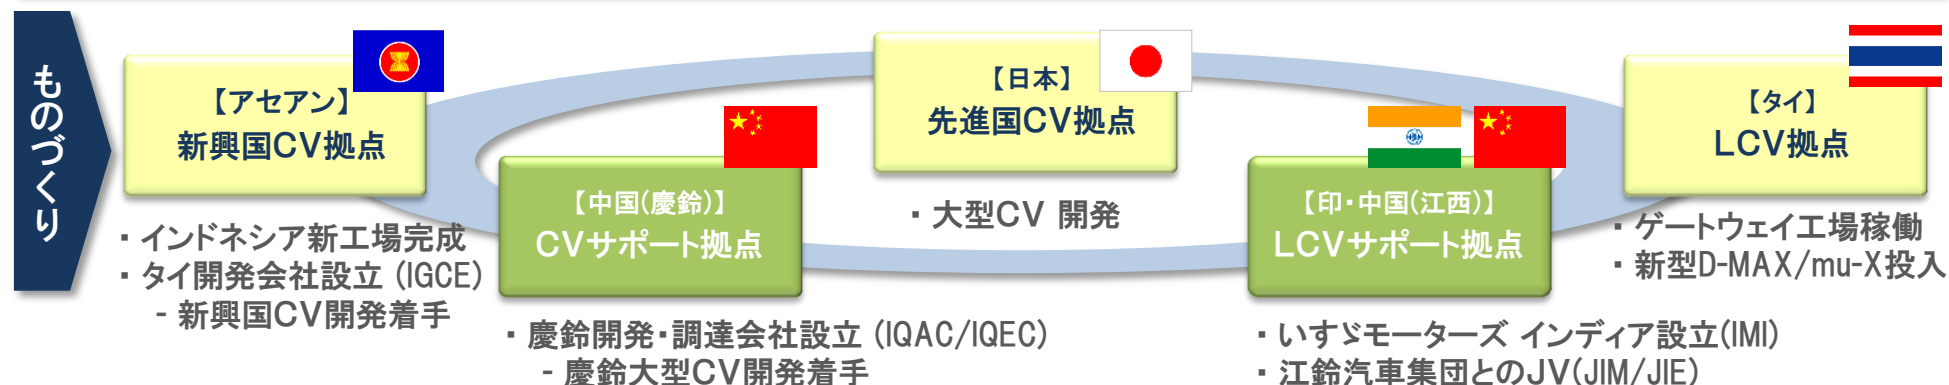 ものづくり
【アセアン】
新興国CV拠点
・インドネシア新工場完成
・タイ開発会社設立 (IGCE)
- 新興国CV開発着手
【中国(慶鈴)】
CVサポート拠点
・慶鈴開発・調達会社設立 (IQAC/IQEC)
- 慶鈴大型CV開発着手
【日本】
先進国CV拠点
・大型CV 開発
【印・中国(江西)】
LCVサポート拠点
・いすゞモーターズ インディア設立(IMI)
・江鈴汽車集団とのJV(JIM/JIE)
【タイ】
LCV拠点
・ゲートウェイ工場稼働
・新型D-MAX/mu-X投入